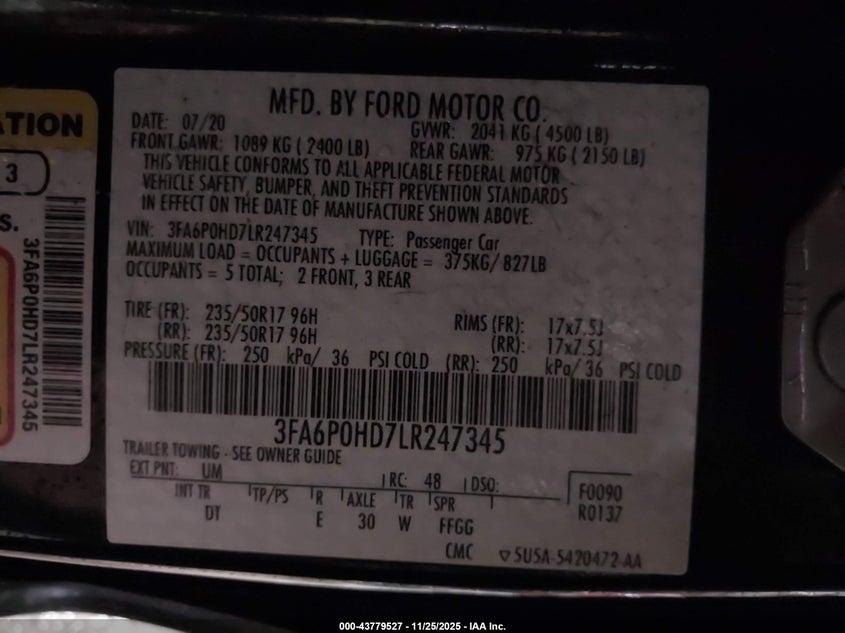 ATION
3
S.
3FA6P0HD7LR247345
MFD. BY FORD MOTOR CO.
DATE: 07/20 GVWR: 2041 KG ( 4500 LB)
FRONT GAWR: 1089 KG ( 2400 LB) REAR GAWR: 975 KG ( 2150 LB)
THIS VEHICLE CONFORMS TO ALL APPLICABLE FEDERAL MOTOR
VEHICLE SAFETY, BUMPER, AND THEFT PREVENTION STANDARDS
IN EFFECT ON THE DATE OF MANUFACTURE SHOWN ABOVE.
VIN: 3FA6P0HD7LR247345 TYPE: Passenger Car
MAXIMUM LOAD = OCCUPANTS + LUGGAGE = 375KG/ 827LB
OCCUPANTS = 5 TOTAL; 2 FRONT, 3 REAR
TIRE (FR): 235/50R17 96H RIMS (FR): 17x7.5J
(RR): 235/50R17 96H (RR): 17x7.5J
PRESSURE (FR): 250 kPa/ 36 PSI COLD (RR): 250 kPa/ 36 PSI COLD
3FA6P0HD7LR247345
TRAILER TOWING - SEE OWNER GUIDE
EXT PNT: UM RC: 48 DSO: F0090
INT TR TP/PS R AXLE TR SPR R0137
DT E 30 W FFGG
CMC ▽5U5A-5420472-AA
000-43779527 - 11/25/2025 - IAA Inc.